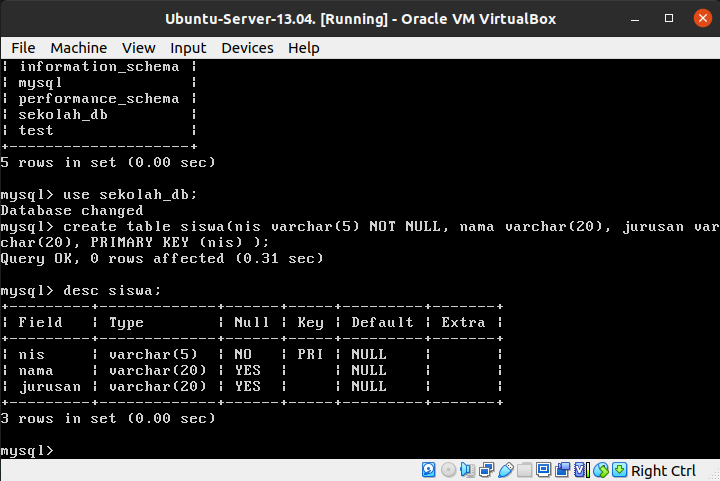 Ubuntu-Server-13.04. [Running] - Oracle VM VirtualBox
File Machine View Input Devices Help
| information_schema |
| mysql              |
| performance_schema |
| sekolah_db         |
| test               |
+--------------------+
5 rows in set (0.00 sec)
mysql> use sekolah_db;
Database changed
mysql> create table siswa(nis varchar(5) NOT NULL, nama varchar(20), jurusan var
char(20), PRIMARY KEY (nis) );
Query OK, 0 rows affected (0.31 sec)
mysql> desc siswa;
+---------+-------------+------+-----+---------+-------+
| Field   | Type        | Null | Key | Default | Extra |
+---------+-------------+------+-----+---------+-------+
| nis     | varchar(5)  | NO   | PRI | NULL    |       |
| nama    | varchar(20) | YES  |     | NULL    |       |
| jurusan | varchar(20) | YES  |     | NULL    |       |
+---------+-------------+------+-----+---------+-------+
3 rows in set (0.00 sec)
mysql>
Right Ctrl